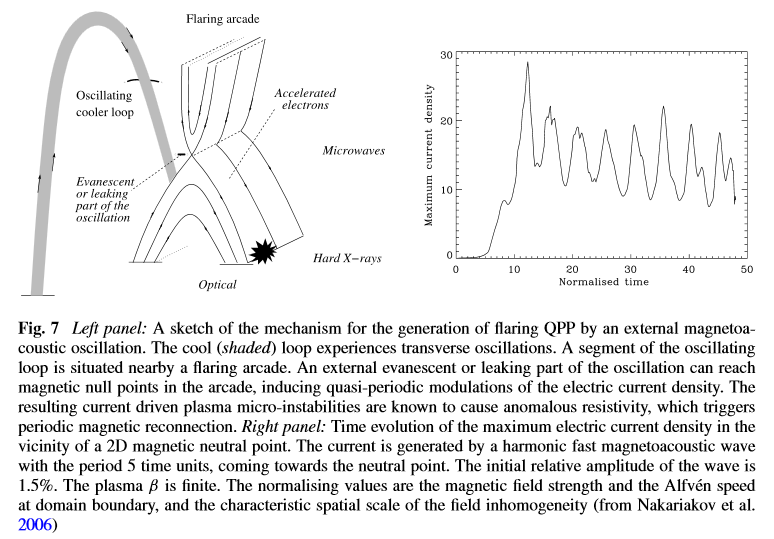 Flaring arcade
Oscillating
cooler loop
Accelerated
electrons
Microwaves
Evanescent
or leaking
part of the
oscillation
Hard X−rays
Optical
Maximum current density
30
20
10
0
0 10 20 30 40 50
Normalised time
Fig. 7 Left panel: A sketch of the mechanism for the generation of flaring QPP by an external magnetoa-
coustic oscillation. The cool (shaded) loop experiences transverse oscillations. A segment of the oscillating
loop is situated nearby a flaring arcade. An external evanescent or leaking part of the oscillation can reach
magnetic null points in the arcade, inducing quasi-periodic modulations of the electric current density. The
resulting current driven plasma micro-instabilities are known to cause anomalous resistivity, which triggers
periodic magnetic reconnection. Right panel: Time evolution of the maximum electric current density in the
vicinity of a 2D magnetic neutral point. The current is generated by a harmonic fast magnetoacoustic wave
with the period 5 time units, coming towards the neutral point. The initial relative amplitude of the wave is
1.5%. The plasma β is finite. The normalising values are the magnetic field strength and the Alfvén speed
at domain boundary, and the characteristic spatial scale of the field inhomogeneity (from Nakariakov et al.
2006)